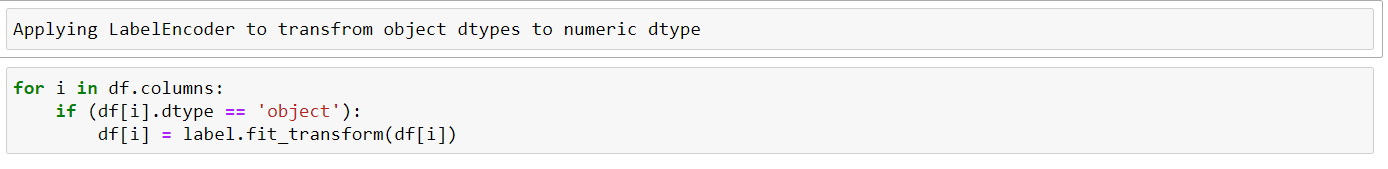 Applying LabelEncoder to transfrom object dtypes to numeric dtype
for i in df.columns:
    if (df[i].dtype == 'object'):
        df[i] = label.fit_transform(df[i])